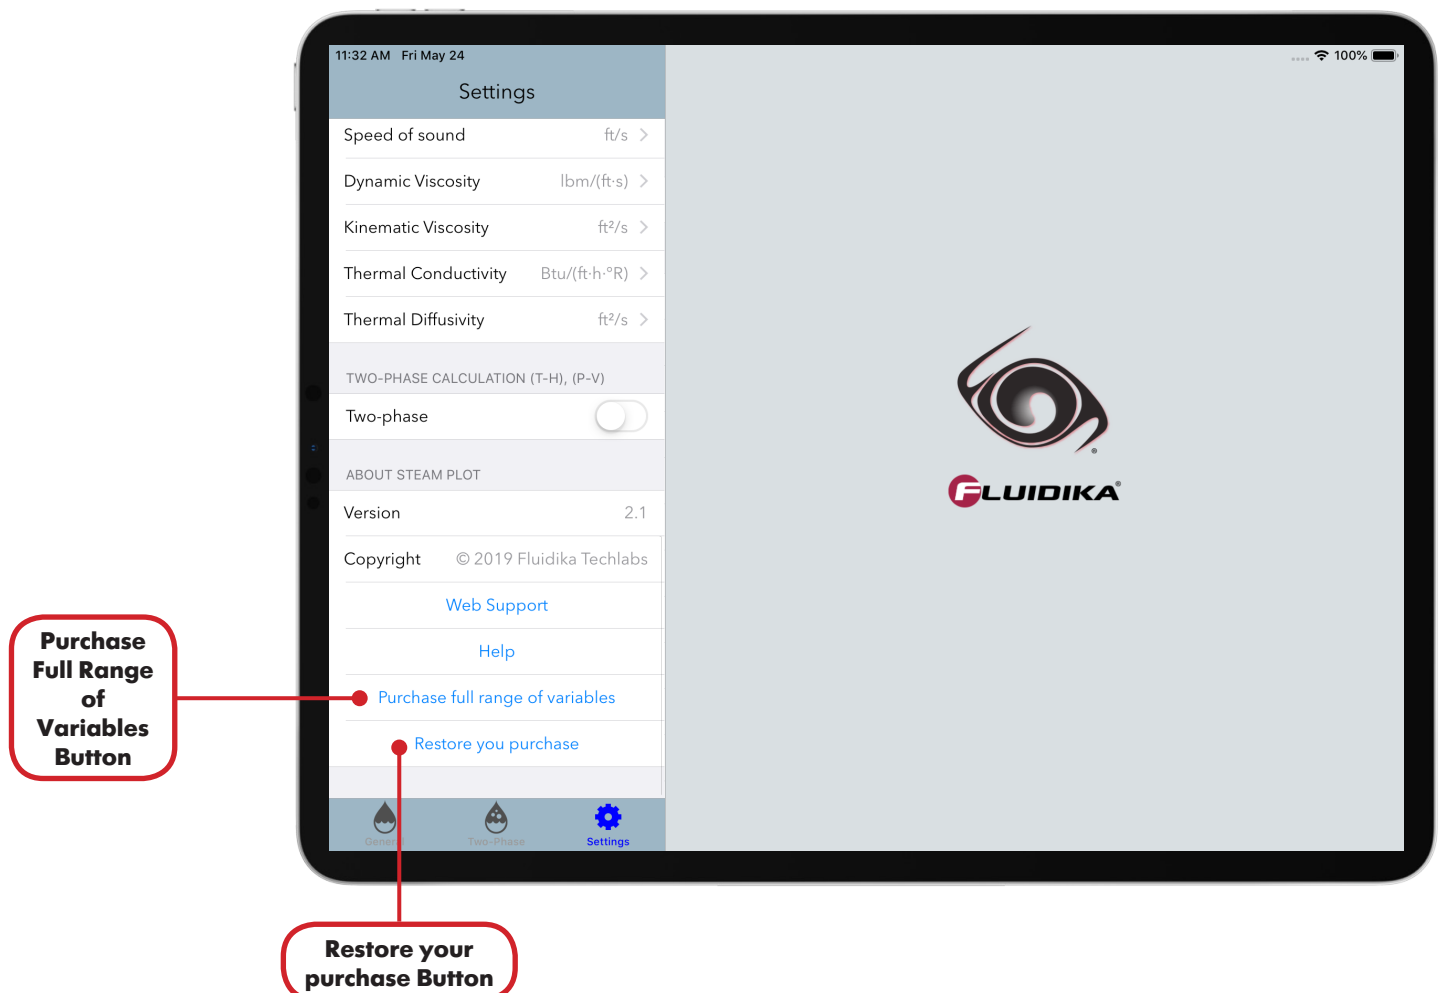 11:32 AM Fri May 24
100%
Settings
Speed of sound ft/s
Dynamic Viscosity lbm/(ft·s)
Kinematic Viscosity ft²/s
Thermal Conductivity Btu/(ft·h·°R)
Thermal Diffusivity ft²/s
TWO-PHASE CALCULATION (T-H), (P-V)
Two-phase
ABOUT STEAM PLOT
Version 2.1
Copyright © 2019 Fluidika Techlabs
Web Support
Help
Purchase full range of variables
Restore you purchase
General Two-Phase Settings
FLUIDIKA®
®
Purchase
Full Range
of
Variables
Button
Restore your
purchase Button